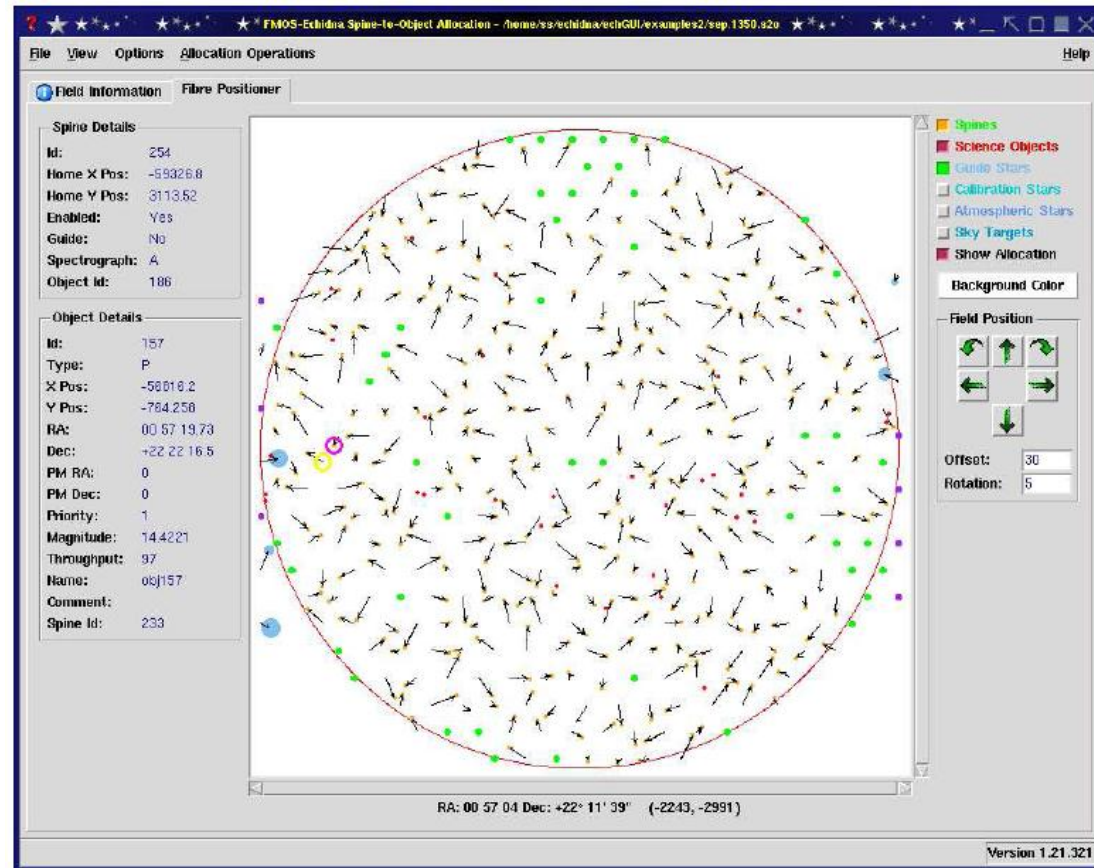 FMOS-Echidna Spine-to-Object Allocation - /home/ss/echidna/echGUI/examples2/sep.1350.s2o
File View Options Allocation Operations Help
Field Information Fibre Positioner
Spine Details
Id: 254
Home X Pos: -59326.8
Home Y Pos: 3113.52
Enabled: Yes
Guide: No
Spectrograph: A
Object Id: 186
Object Details
Id: 157
Type: P
X Pos:
Y Pos: -784.258
RA: 00 57 19.73
Dec: +22 22 16.5
PM RA: 0
PM Dec: 0
Priority: 1
Magnitude: 14.4221
Throughput: 97
Name: obj157
Comment:
Spine Id: 233
RA: 00 57 04 Dec: +22° 11' 39" (-2243, -2991)
Spines
Science Objects
Guide Stars
Calibration Stars
Atmospheric Stars
Sky Targets
Show Allocation
Background Color
Field Position
Offset: 30
Rotation: 5
Version 1.21.321